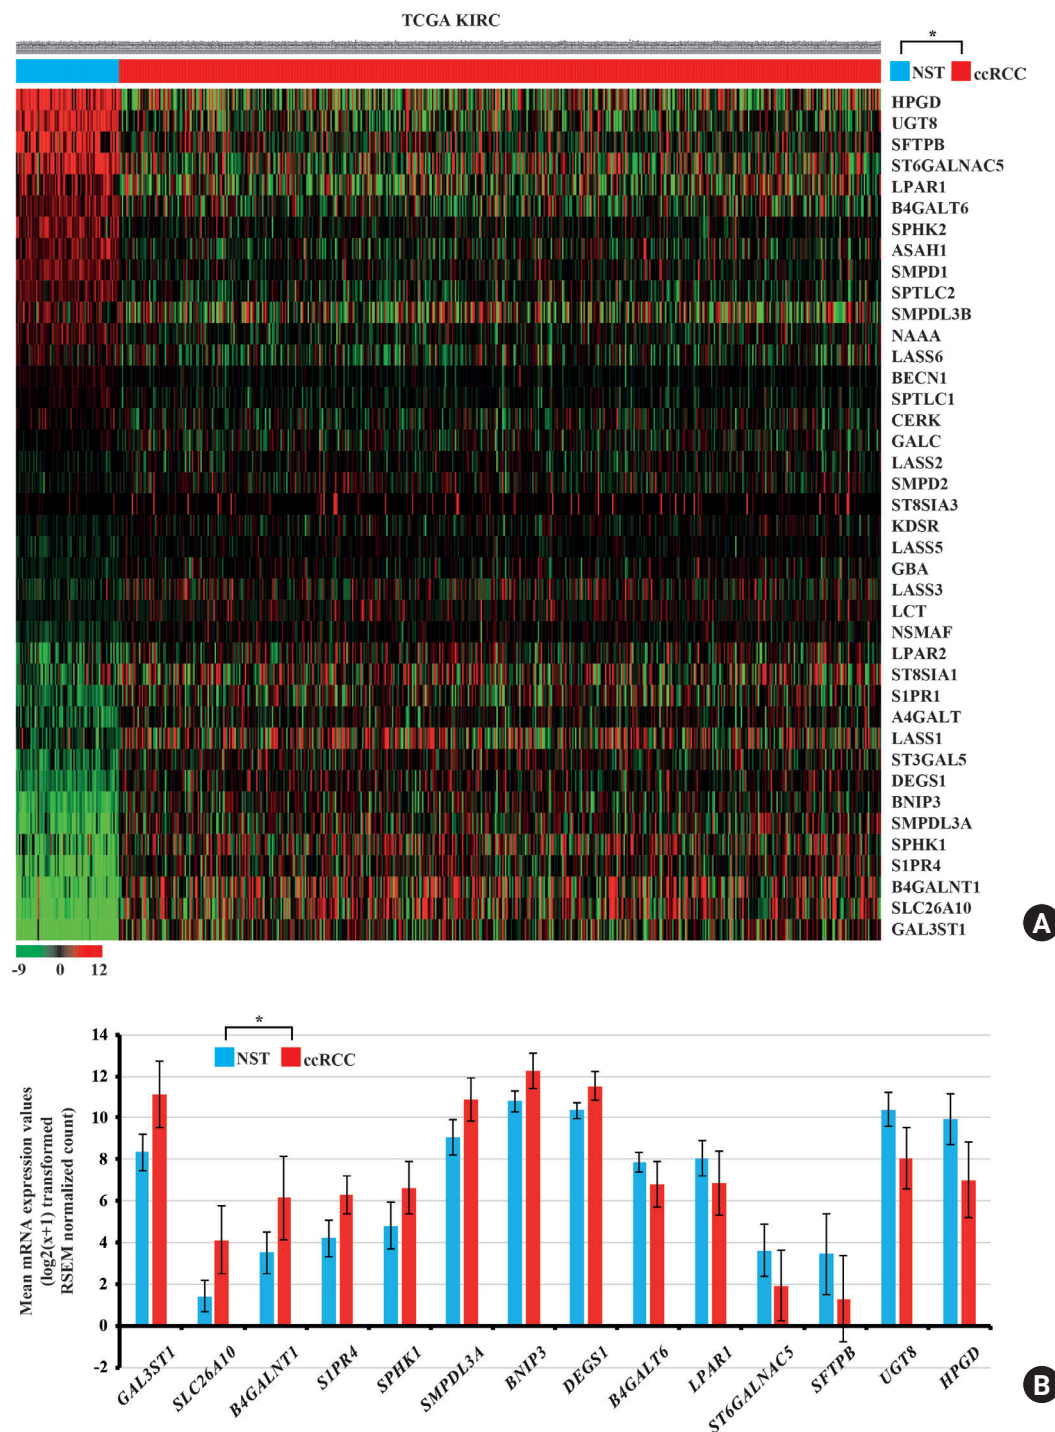 TCGA KIRC
*
NST ccRCC
HPGD
UGT8
SFTPB
ST6GALNAC5
LPAR1
B4GALT6
SPHK2
ASAH1
SMPD1
SPTLC2
SMPDL3B
NAAA
LASS6
BECN1
SPTLC1
CERK
GALC
LASS2
SMPD2
ST8SIA3
KDSR
LASS5
GBA
LASS3
LCT
NSMAF
LPAR2
ST8SIA1
S1PR1
A4GALT
LASS1
ST3GAL5
DEGS1
BNIP3
SMPDL3A
SPHK1
S1PR4
B4GALNT1
SLC26A10
GAL3ST1
A
-9 0 12
*
NST ccRCC
Mean mRNA expression values
(log2(x+1) transformed
RSEM normalized count)
14
12
10
8
6
4
2
0
-2
GAL3ST1
SLC26A10
B4GALNT1
S1PR4
SPHK1
SMPDL3A
BNIP3
DEGS1
B4GALT6
LPAR1
ST6GALNAC5
SFTPB
UGT8
HPGD
B